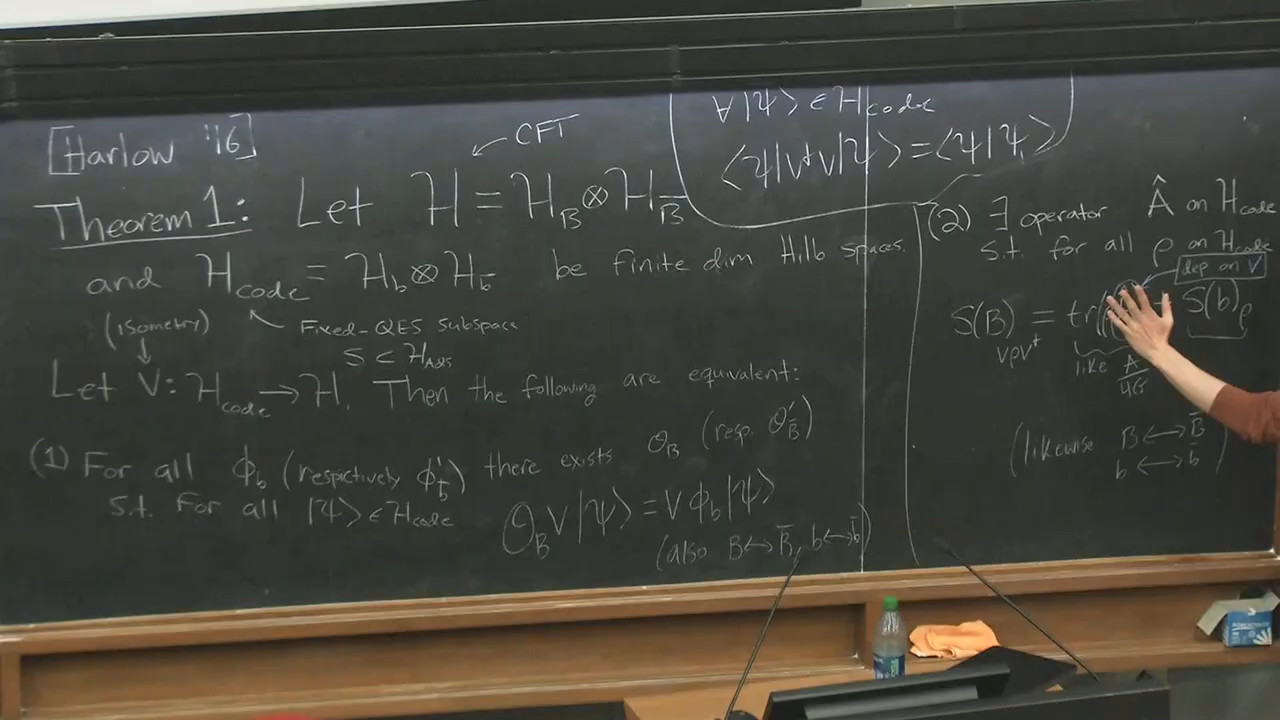 [Harlow '16]
Theorem 1: Let H = H_B ⊗ H_B̄
← CFT
∀|Ψ> ∈ H_code
<Ψ|V†V|Ψ> = <Ψ|Ψ>
and H_code = H_b ⊗ H_b̄ be finite dim Hilb spaces.
(isometry)
Fixed-QES subspace
S ⊂ H_AdS
Let V: H_code → H. Then the following are equivalent:
(1) For all ϕ_b (respictively ϕ'_b̄) there exists O_B (resp. O'_B̄)
s.t. for all |Ψ> ∈ H_code
O_B V|Ψ> = V ϕ_b |Ψ>
(also B ↔ B̄, b ↔ b̄)
(2) ∃ operator Â on H_code
s.t. for all ρ on H_code
dep on V
S(B)_VρV† = tr( S(b)_ρ
like A/4G
(likewise B ↔ B̄
b ↔ b̄)